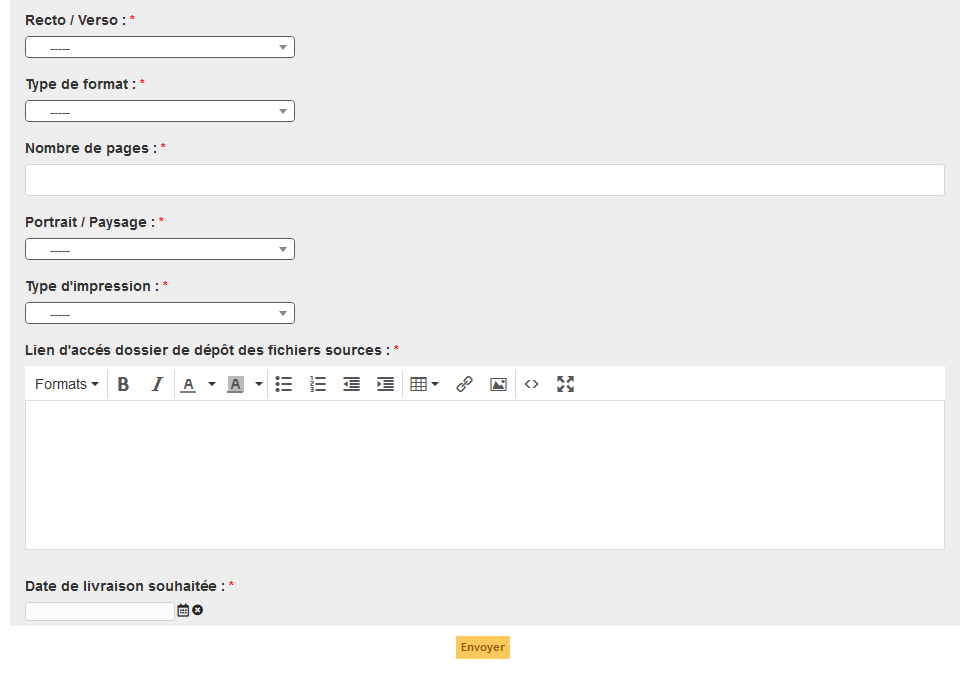 Recto / Verso : *
-----
Type de format : *
-----
Nombre de pages : *
Portrait / Paysage : *
-----
Type d'impression : *
-----
Lien d'accés dossier de dépôt des fichiers sources : *
Formats B I A A
Date de livraison souhaitée : *
Envoyer